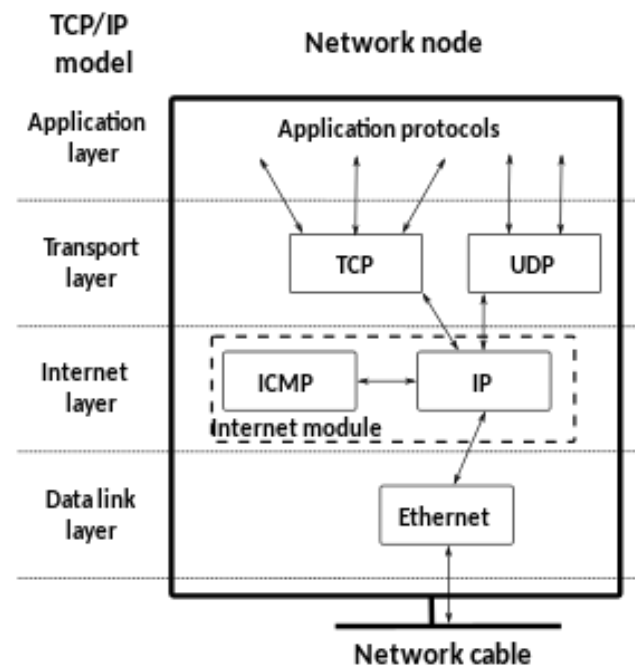 TCP/IP
model
Network node
Application
layer
Application protocols
Transport
layer
TCP
UDP
Internet
layer
ICMP
IP
Internet module
Data link
layer
Ethernet
Network cable